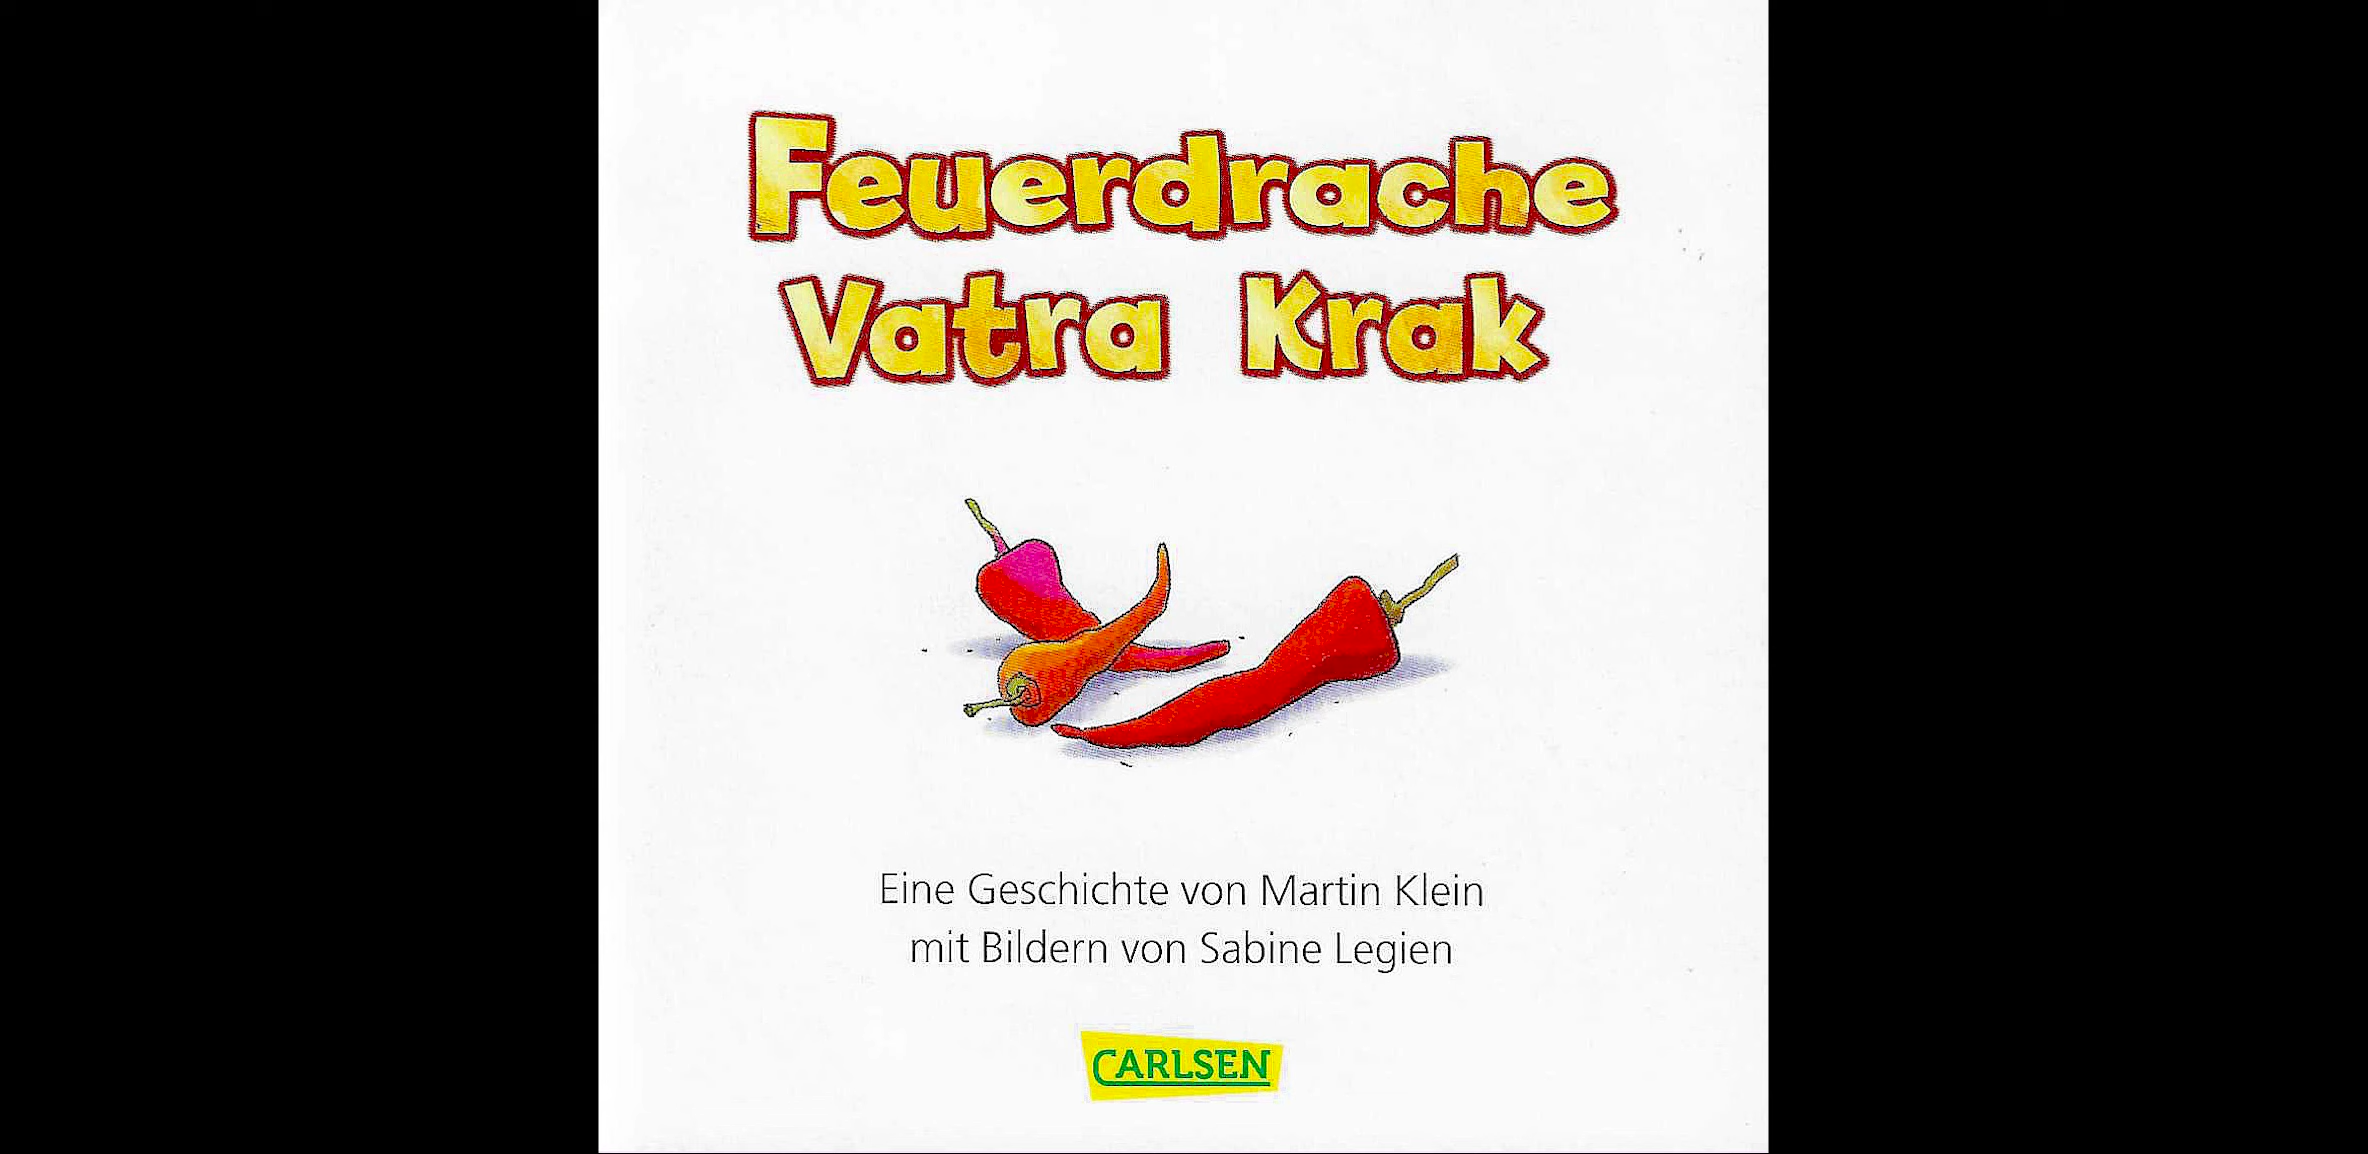 Feuerdrache
Vatra Krak
Eine Geschichte von Martin Klein
mit Bildern von Sabine Legien
CARLSEN